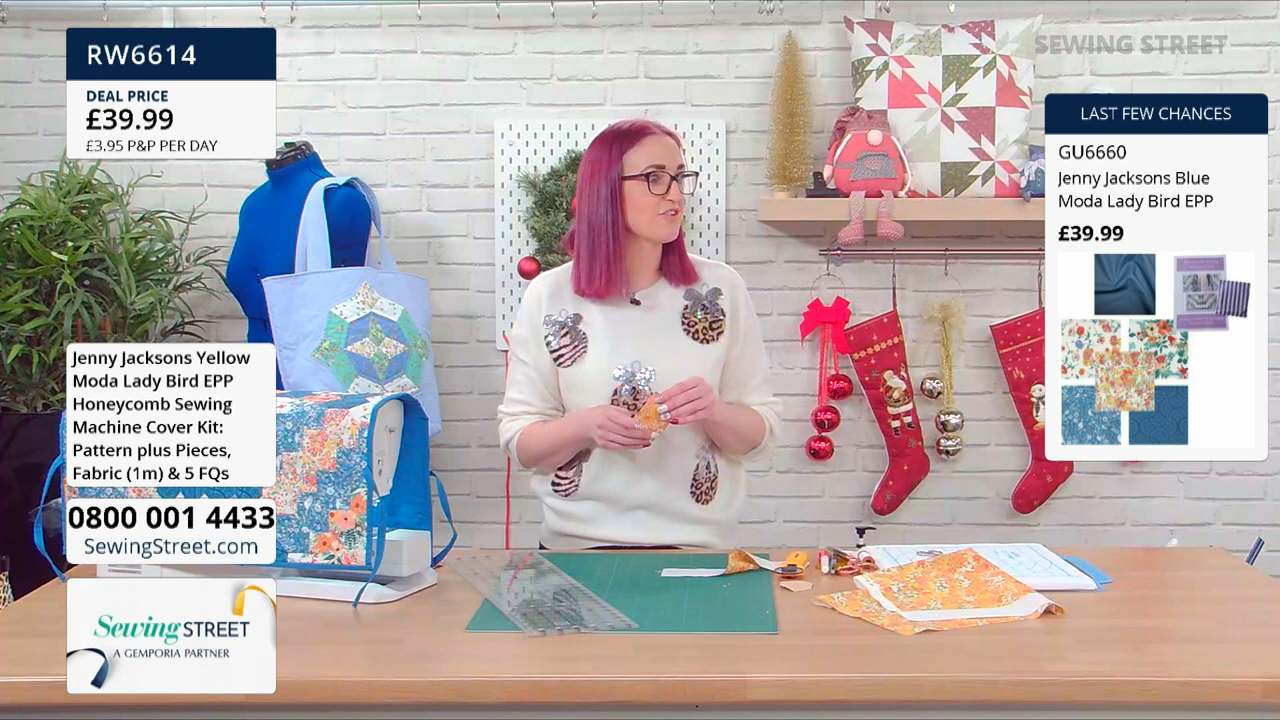 RW6614
DEAL PRICE
£39.99
£3.95 P&P PER DAY
Jenny Jacksons Yellow
Moda Lady Bird EPP
Honeycomb Sewing
Machine Cover Kit:
Pattern plus Pieces,
Fabric (1m) & 5 FQs
0800 001 4433
SewingStreet.com
Sewing STREET
A GEMPORIA PARTNER
SEWING STREET
LAST FEW CHANCES
GU6660
Jenny Jacksons Blue
Moda Lady Bird EPP
£39.99